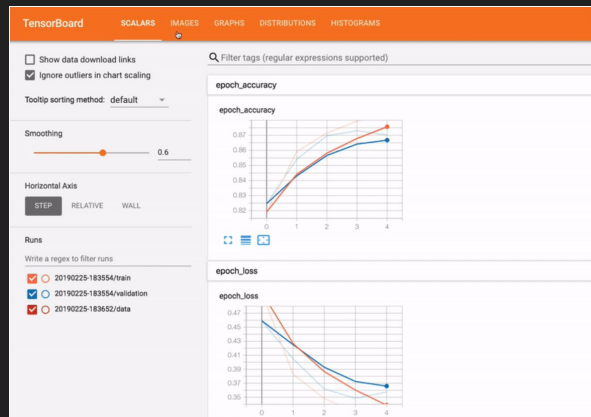 TensorBoard SCALARS IMAGES GRAPHS DISTRIBUTIONS HISTOGRAMS
Show data download links
Ignore outliers in chart scaling
Tooltip sorting method: default
Smoothing
0.6
Horizontal Axis
STEP RELATIVE WALL
Runs
Write a regex to filter runs
20190225-183554/train
20190225-183554/validation
20190225-183652/data
Filter tags (regular expressions supported)
epoch_accuracy
epoch_accuracy
0.87
0.86
0.85
0.84
0.83
0.82
0 1 2 3 4
epoch_loss
epoch_loss
0.47
0.45
0.43
0.41
0.39
0.37
0.35
0 1 2 3 4